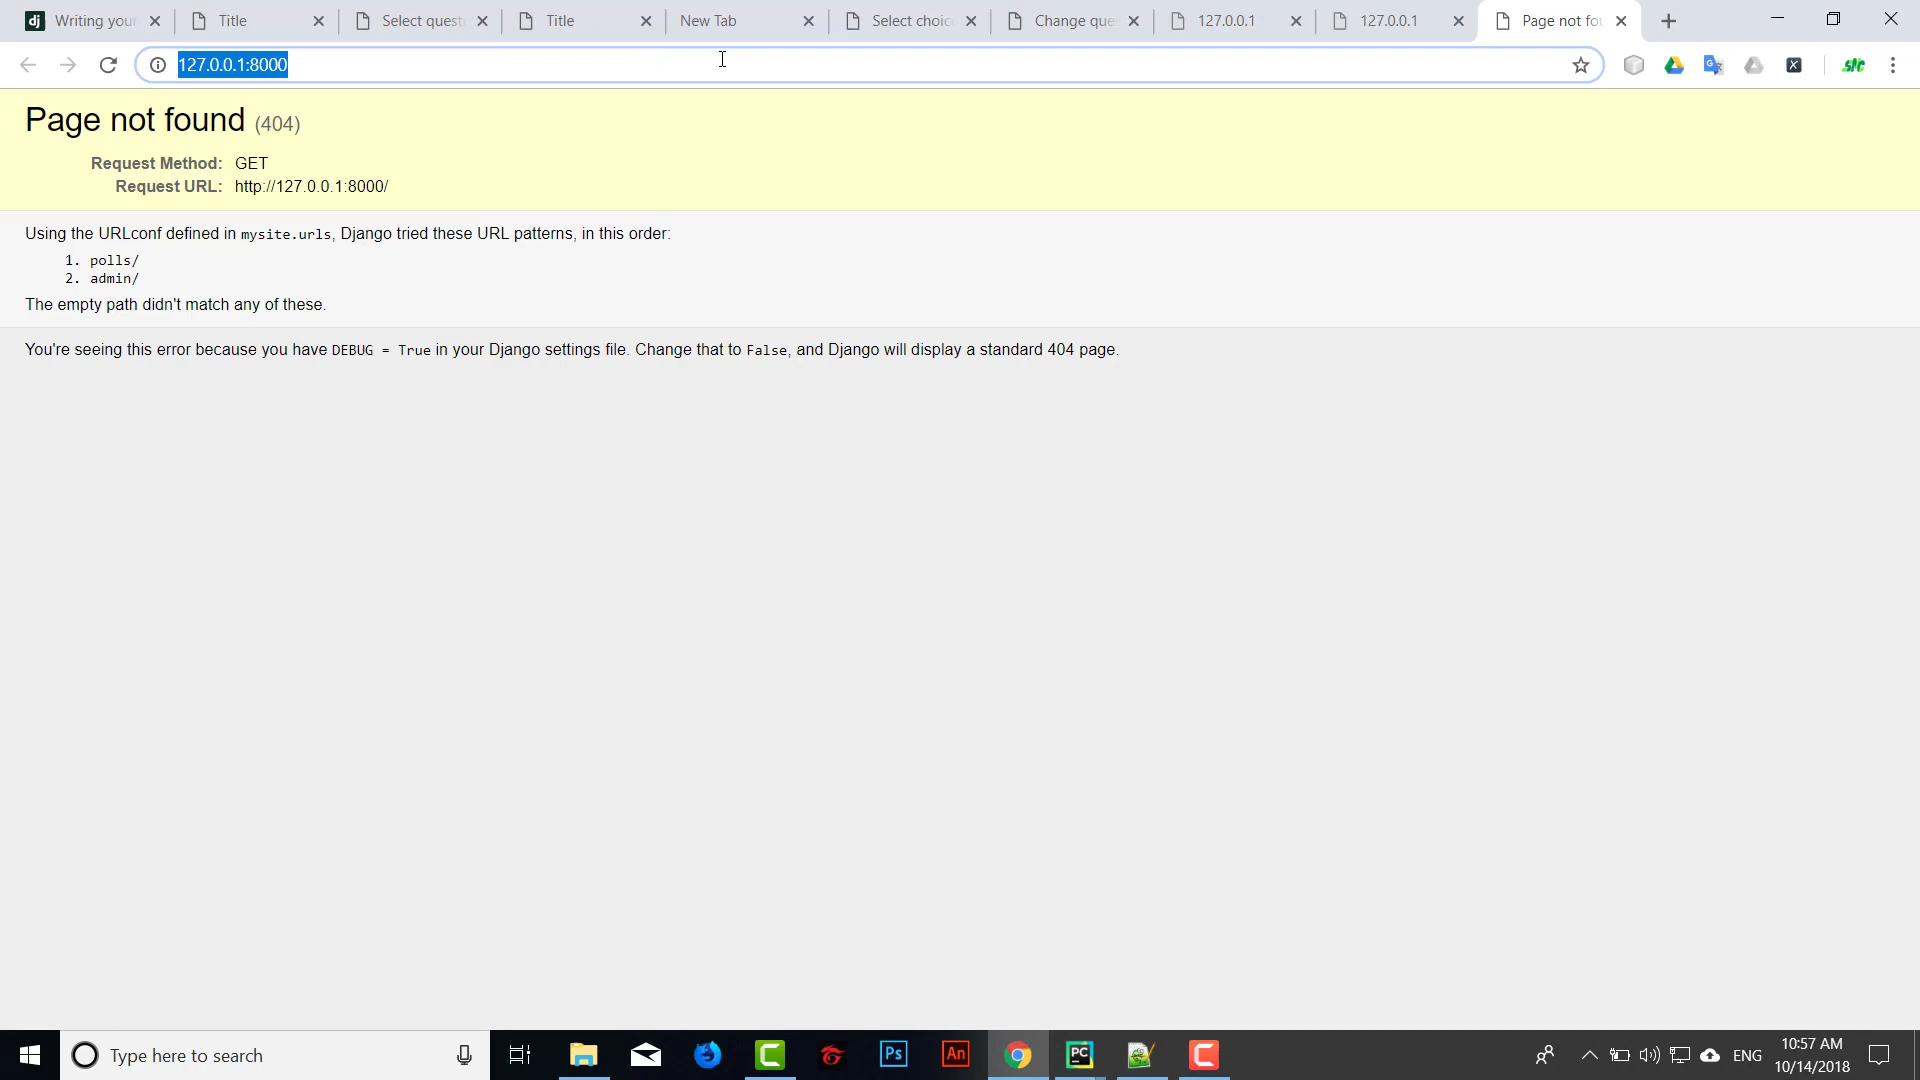 Writing your
Title
Select questi
Title
New Tab
Select choic
Change que
127.0.0.1
127.0.0.1
Page not fou
127.0.0.1:8000
Page not found (404)
Request Method: GET
Request URL: http://127.0.0.1:8000/
Using the URLconf defined in mysite.urls, Django tried these URL patterns, in this order:
1. polls/
2. admin/
The empty path didn't match any of these.
You're seeing this error because you have DEBUG = True in your Django settings file. Change that to False, and Django will display a standard 404 page.
Type here to search
Ps
An
PC
ENG
10:57 AM
10/14/2018